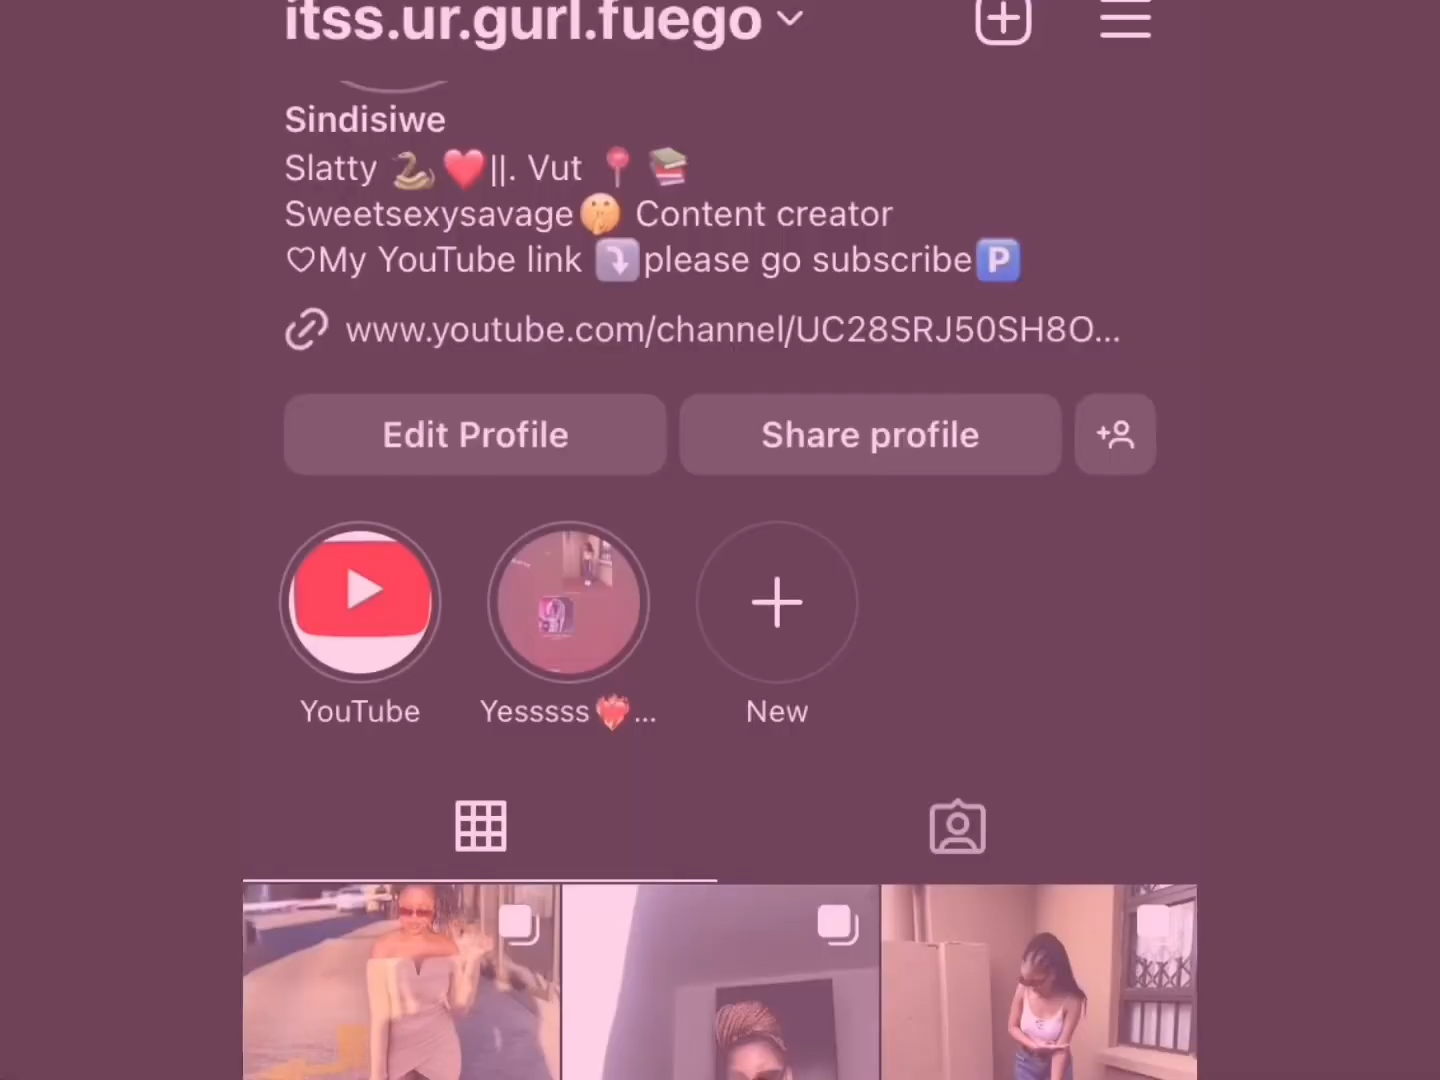 itss.ur.gurl.fuego
Sindisiwe
Slatty 🐍❤️||. Vut 📍📚
Sweetsexysavage🤫 Content creator
♡My YouTube link ⤵️please go subscribe🅿️
www.youtube.com/channel/UC28SRJ50SH8O...
Edit Profile
Share profile
YouTube
Yesssss❤️‍🔥...
New